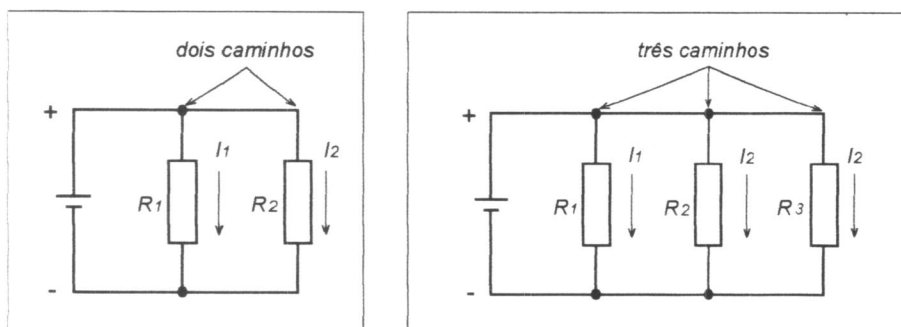 dois caminhos
+
I1
I2
R1
R2
-
três caminhos
+
I1
I2
I2
R1
R2
R3
-